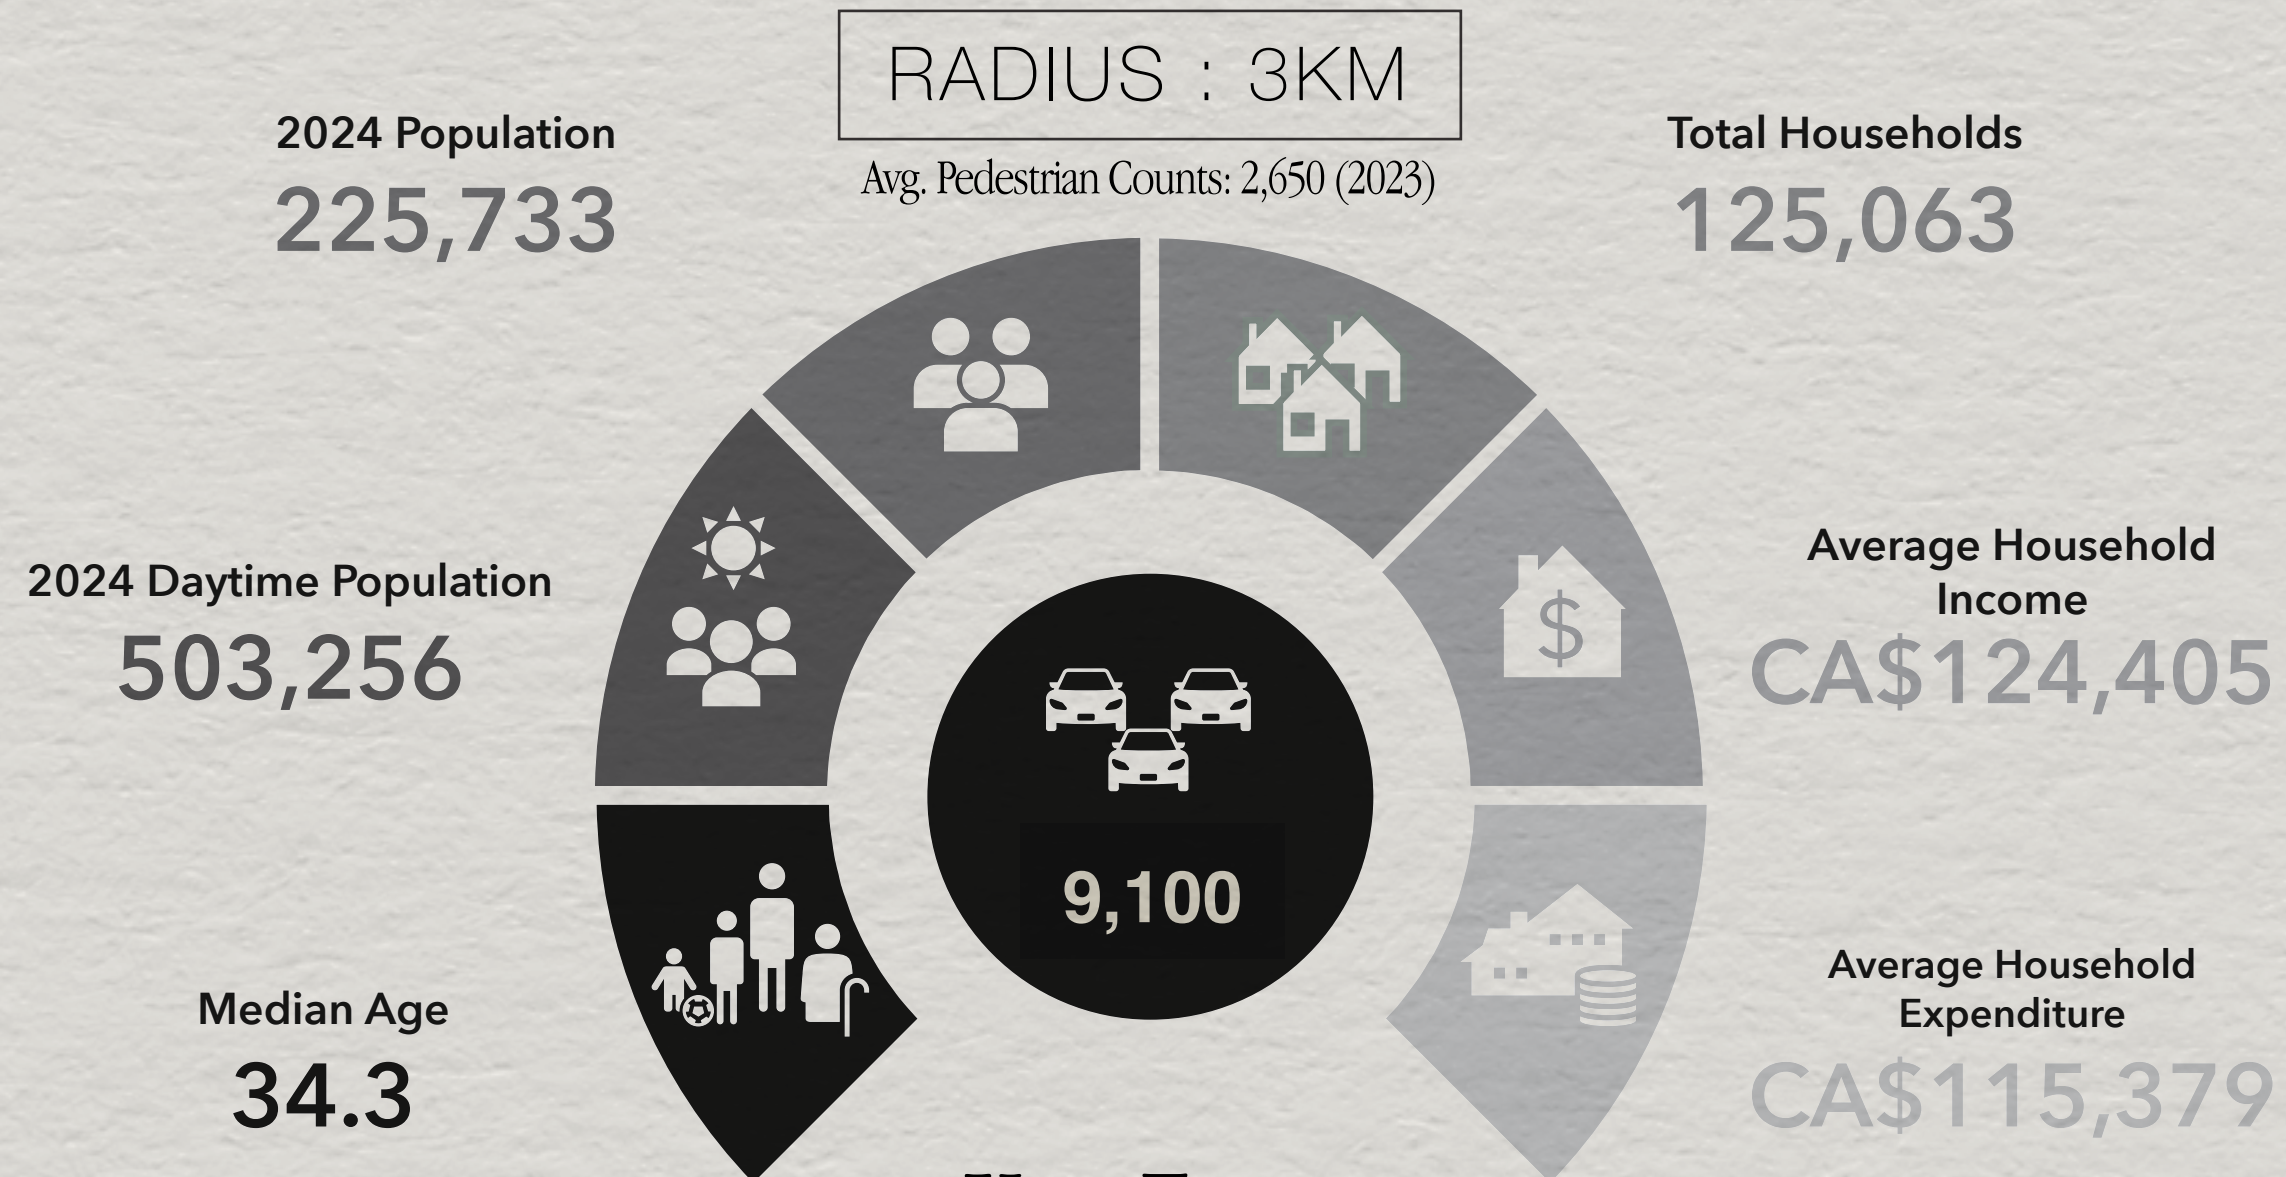 RADIUS : 3KM
Avg. Pedestrian Counts: 2,650 (2023)
2024 Population
225,733
Total Households
125,063
2024 Daytime Population
503,256
Average Household
Income
CA$124,405
$
9,100
Median Age
34.3
Average Household
Expenditure
CA$115,379